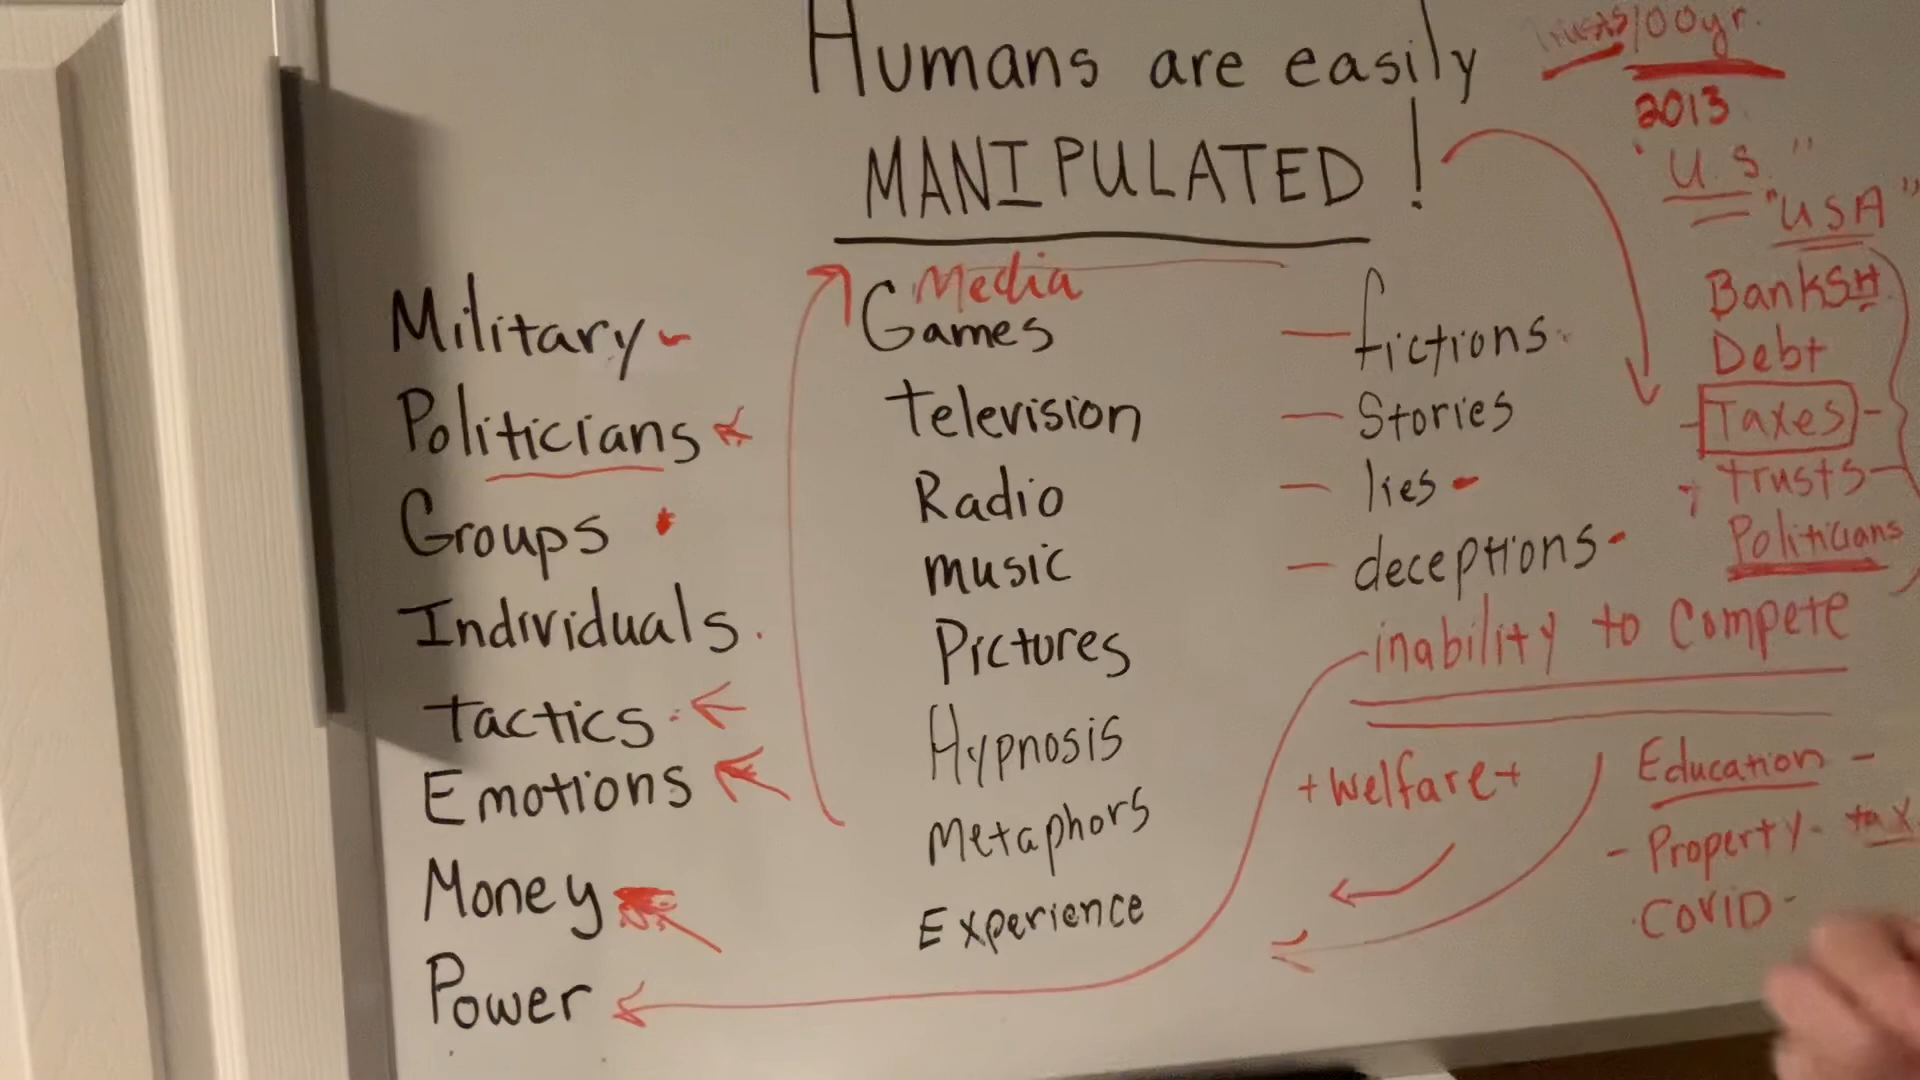 Humans are easily
MANIPULATED !
Military
Politicians
Groups
Individuals.
Tactics.
Emotions
Money
Power
Media
Games
Television
Radio
music
Pictures
Hypnosis
Metaphors
Experience
- fictions.
- Stories
- lies -
- deceptions -
inability to Compete
+ Welfare +
100yr.
2013
"U.S."
"USA"
Banks
Debt
- Taxes -
trusts -
Politicians
Education -
- Property - tax
COVID -